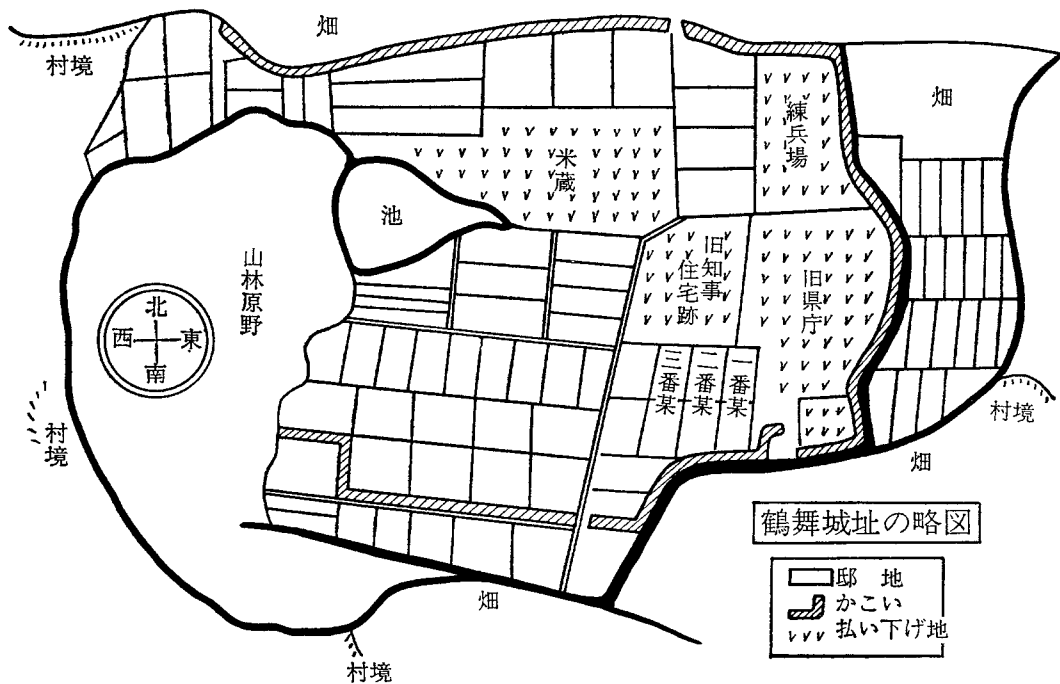 畑
村境
畑
練兵場
米蔵
池
山林原野
旧知事
住宅跡
旧県庁
北
西 東
南
一番某
二番某
三番某
村境
村境
畑
鶴舞城址の略図
邸 地
かこい
払い下げ地
畑
村境